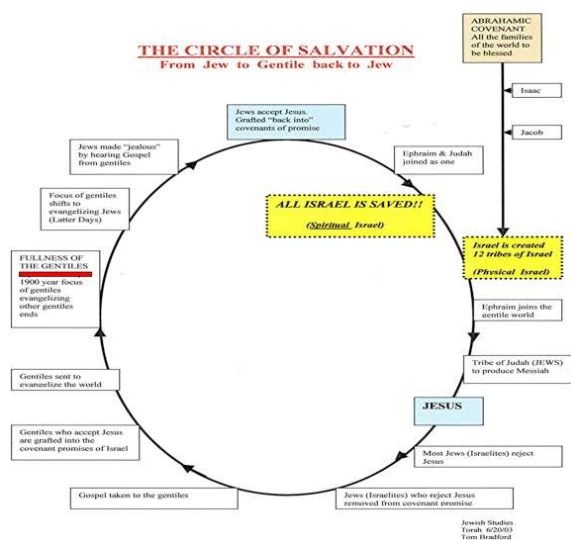 THE CIRCLE OF SALVATION
From Jew to Gentile back to Jew
ABRAHAMIC
COVENANT
All the families
of the world to
be blessed
Isaac
Jacob
Israel is created
12 tribes of Israel
(Physical Israel)
Ephraim joins the
gentile world
Tribe of Judah (JEWS)
to produce Messiah
JESUS
Most Jews (Israelites) reject
Jesus
Jews (Israelites) who reject Jesus
removed from covenant promise
Gospel taken to the gentiles
Gentiles who accept Jesus
are grafted into the
covenant promises of Israel
Gentiles sent to
evangelize the world
FULLNESS OF
THE GENTILES
1900 year focus
of gentiles
evangelizing
other gentiles
ends
Focus of gentiles
shifts to
evangelizing Jews
(Latter Days)
Jews made "jealous"
by hearing Gospel
from gentiles
Jews accept Jesus.
Grafted "back into"
covenants of promise
Ephraim & Judah
joined as one
ALL ISRAEL IS SAVED!!
(Spiritual Israel)
Jewish Studies
Torah 6/20/03
Tom Bradford